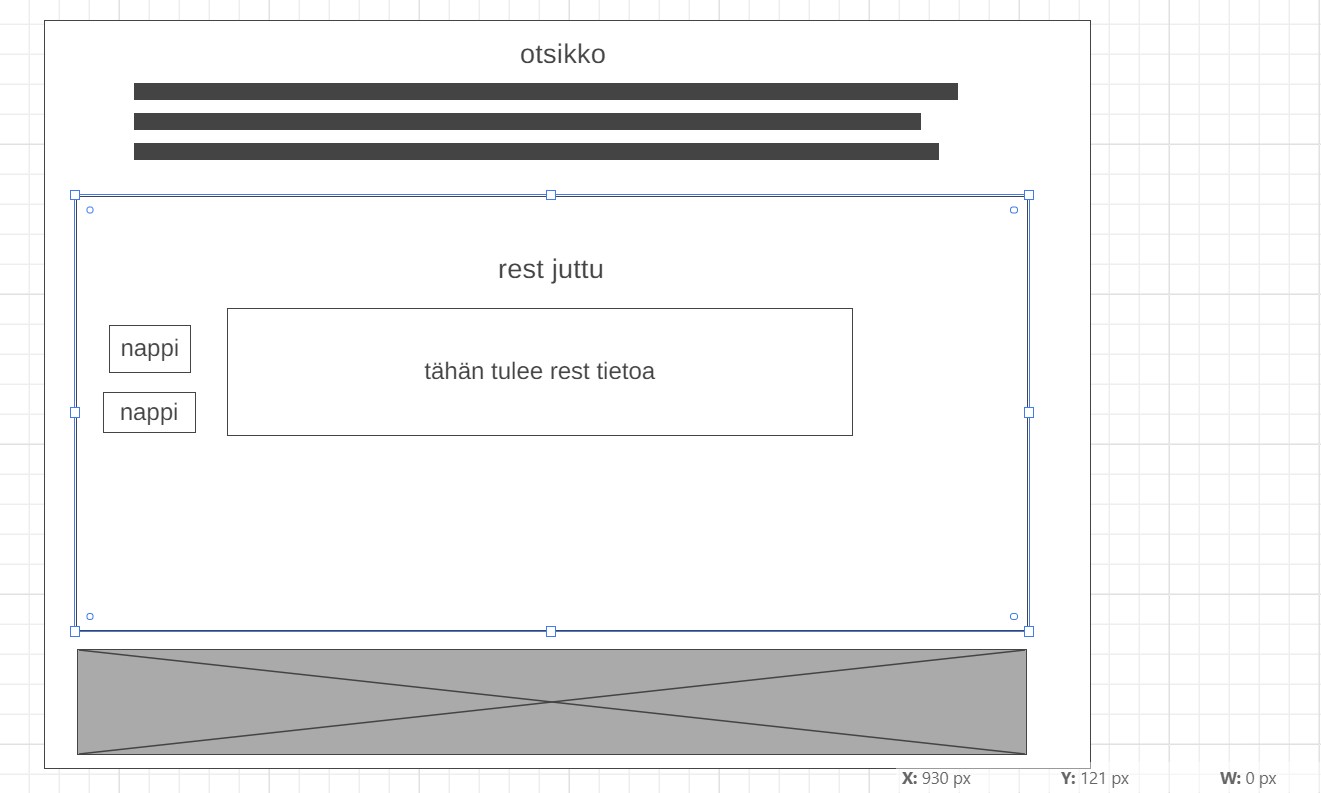 otsikko
rest juttu
nappi
tähän tulee rest tietoa
nappi
X: 930 px Y: 121 px W: 0 px